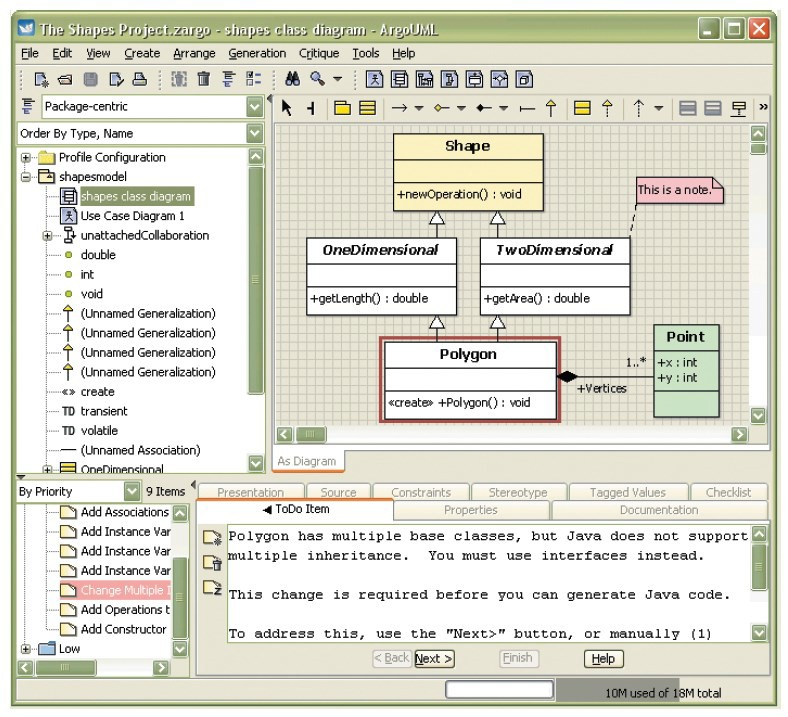 The Shapes Project.zargo - shapes class diagram - ArgoUML
File Edit View Create Arrange Generation Critique Tools Help
Package-centric
Order By Type, Name
Profile Configuration
shapesmodel
shapes class diagram
Use Case Diagram 1
unattachedCollaboration
double
int
void
(Unnamed Generalization)
(Unnamed Generalization)
(Unnamed Generalization)
(Unnamed Generalization)
«» create
TD transient
TD volatile
(Unnamed Association)
OneDimensional
»
Shape
+newOperation() : void
This is a note.
OneDimensional
+getLength() : double
TwoDimensional
+getArea() : double
Polygon
«create» +Polygon() : void
1..*
+Vertices
Point
+x : int
+y : int
As Diagram
By Priority 9 Items
Add Associations
Add Instance Var
Add Instance Var
Add Instance Var
Change Multiple I
Add Operations t
Add Constructor
Low
Presentation Source Constraints Stereotype Tagged Values Checklist
◀ ToDo Item Properties Documentation
Polygon has multiple base classes, but Java does not support
multiple inheritance. You must use interfaces instead.
This change is required before you can generate Java code.
To address this, use the "Next>" button, or manually (1)
< Back Next > Finish Help
10M used of 18M total